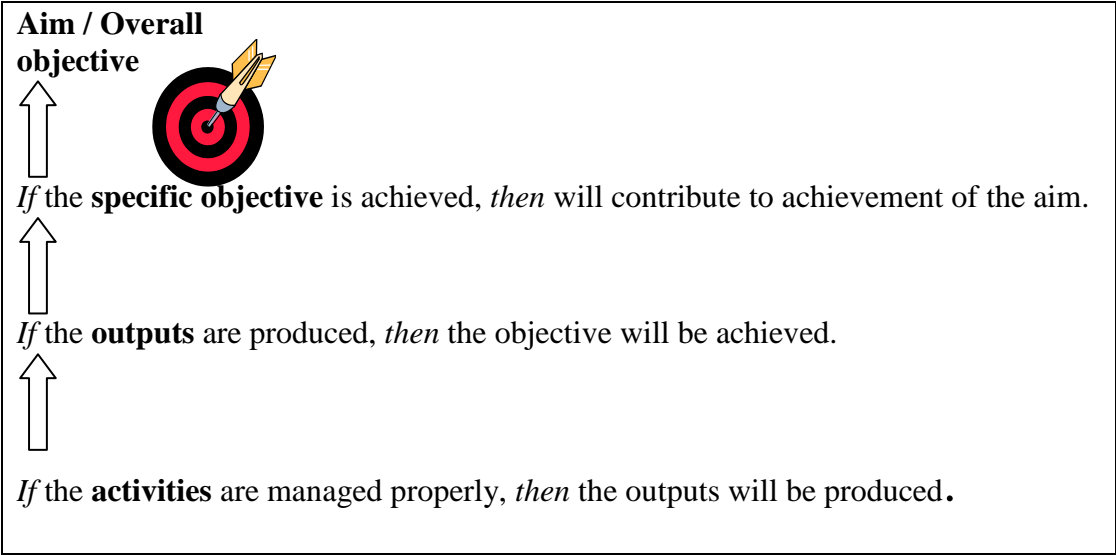 Aim / Overall
objective
If the specific objective is achieved, then will contribute to achievement of the aim.
If the outputs are produced, then the objective will be achieved.
If the activities are managed properly, then the outputs will be produced.